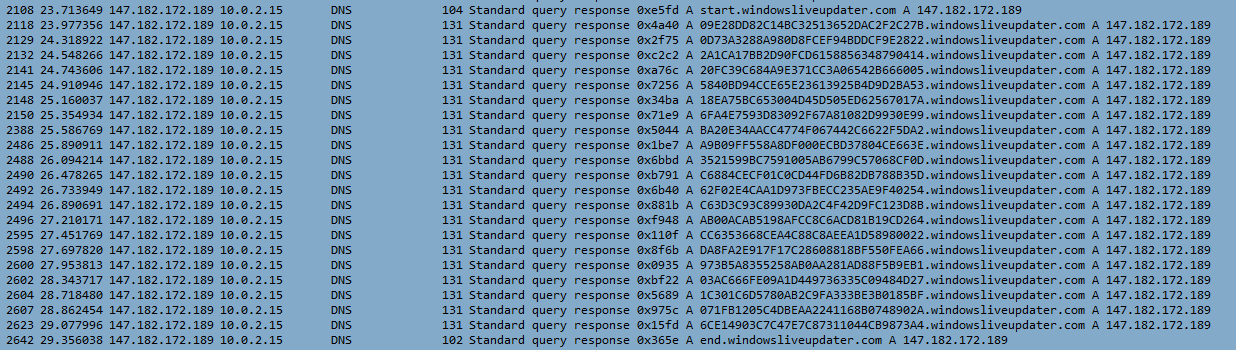 2108 23.713649 147.182.172.189 10.0.2.15 DNS 104 Standard query response 0xe5fd A start.windowsliveupdater.com A 147.182.172.189
2118 23.977356 147.182.172.189 10.0.2.15 DNS 131 Standard query response 0x4a40 A 09E28DD82C14BC32513652DAC2F2C27B.windowsliveupdater.com A 147.182.172.189
2129 24.318922 147.182.172.189 10.0.2.15 DNS 131 Standard query response 0x2f75 A 0D73A3288A980D8FCEF94BDDCF9E2822.windowsliveupdater.com A 147.182.172.189
2132 24.548266 147.182.172.189 10.0.2.15 DNS 131 Standard query response 0xc2c2 A 2A1CA17BB2D90FCD6158856348790414.windowsliveupdater.com A 147.182.172.189
2141 24.743606 147.182.172.189 10.0.2.15 DNS 131 Standard query response 0xa76c A 20FC39C684A9E371CC3A06542B666005.windowsliveupdater.com A 147.182.172.189
2145 24.910946 147.182.172.189 10.0.2.15 DNS 131 Standard query response 0x7256 A 5840BD94CCE65E23613925B4D9D2BA53.windowsliveupdater.com A 147.182.172.189
2148 25.160037 147.182.172.189 10.0.2.15 DNS 131 Standard query response 0x34ba A 18EA75BC653004D45D505ED62567017A.windowsliveupdater.com A 147.182.172.189
2150 25.354934 147.182.172.189 10.0.2.15 DNS 131 Standard query response 0x71e9 A 6FA4E7593D83092F67A81082D9930E99.windowsliveupdater.com A 147.182.172.189
2388 25.586769 147.182.172.189 10.0.2.15 DNS 131 Standard query response 0x5044 A BA20E34AACC4774F067442C6622F5DA2.windowsliveupdater.com A 147.182.172.189
2486 25.890911 147.182.172.189 10.0.2.15 DNS 131 Standard query response 0x1be7 A A9B09FF558A8DF000ECBD37804CE663E.windowsliveupdater.com A 147.182.172.189
2488 26.094214 147.182.172.189 10.0.2.15 DNS 131 Standard query response 0x6bbd A 3521599BC7591005AB6799C57068CF0D.windowsliveupdater.com A 147.182.172.189
2490 26.478265 147.182.172.189 10.0.2.15 DNS 131 Standard query response 0xb791 A C6884CECF01C0CD44FD6B82DB788B35D.windowsliveupdater.com A 147.182.172.189
2492 26.733949 147.182.172.189 10.0.2.15 DNS 131 Standard query response 0x6b40 A 62F02E4CAA1D973FBECC235AE9F40254.windowsliveupdater.com A 147.182.172.189
2494 26.890691 147.182.172.189 10.0.2.15 DNS 131 Standard query response 0x881b A C63D3C93C89930DA2C4F42D9FC123D8B.windowsliveupdater.com A 147.182.172.189
2496 27.210171 147.182.172.189 10.0.2.15 DNS 131 Standard query response 0xf948 A AB00ACAB5198AFCC8C6ACD81B19CD264.windowsliveupdater.com A 147.182.172.189
2595 27.451769 147.182.172.189 10.0.2.15 DNS 131 Standard query response 0x110f A CC6353668CEA4C88C8AEEA1D58980022.windowsliveupdater.com A 147.182.172.189
2598 27.697820 147.182.172.189 10.0.2.15 DNS 131 Standard query response 0x8f6b A DA8FA2E917F17C28608818BF550FEA66.windowsliveupdater.com A 147.182.172.189
2600 27.953813 147.182.172.189 10.0.2.15 DNS 131 Standard query response 0x0935 A 973B5A8355258AB0AA281AD88F5B9EB1.windowsliveupdater.com A 147.182.172.189
2602 28.343717 147.182.172.189 10.0.2.15 DNS 131 Standard query response 0xbf22 A 03AC666FE09A1D449736335C09484D27.windowsliveupdater.com A 147.182.172.189
2604 28.718480 147.182.172.189 10.0.2.15 DNS 131 Standard query response 0x5689 A 1C301C6D5780AB2C9FA333BE3B0185BF.windowsliveupdater.com A 147.182.172.189
2607 28.862454 147.182.172.189 10.0.2.15 DNS 131 Standard query response 0x975c A 071FB1205C4DBEAA2241168B0748902A.windowsliveupdater.com A 147.182.172.189
2623 29.077996 147.182.172.189 10.0.2.15 DNS 131 Standard query response 0x15fd A 6CE14903C7C47E7C87311044CB9873A4.windowsliveupdater.com A 147.182.172.189
2642 29.356038 147.182.172.189 10.0.2.15 DNS 102 Standard query response 0x365e A end.windowsliveupdater.com A 147.182.172.189